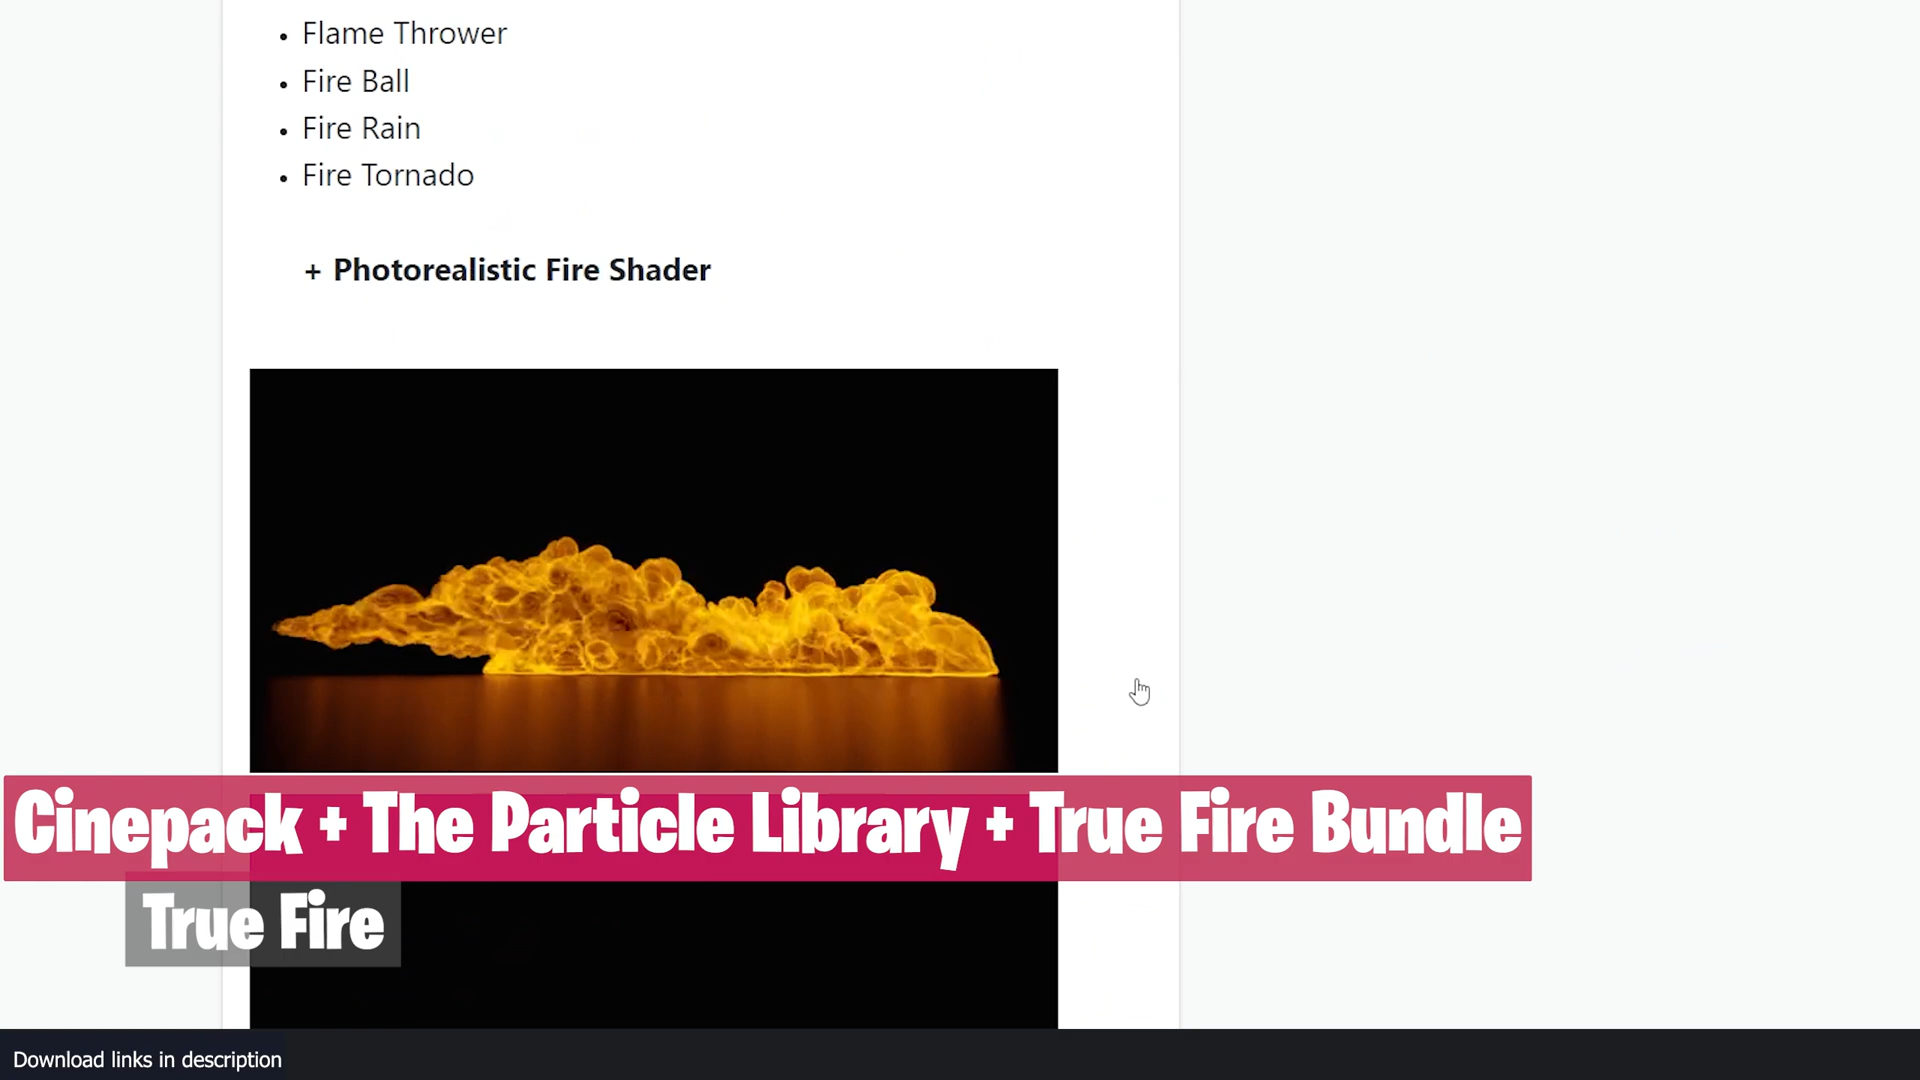 • Flame Thrower
• Fire Ball
• Fire Rain
• Fire Tornado
+ Photorealistic Fire Shader
Cinepack + The Particle Library + True Fire Bundle
True Fire
Download links in description